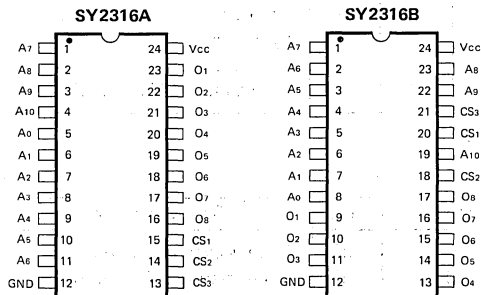 SY2316A
A7 1 24 Vcc
A8 2 23 O1
A9 3 22 O2
A10 4 21 O3
A0 5 20 O4
A1 6 19 O5
A2 7 18 O6
A3 8 17 O7
A4 9 16 O8
A5 10 15 CS1
A6 11 14 CS2
GND 12 13 CS3
SY2316B
A7 1 24 Vcc
A6 2 23 A8
A5 3 22 A9
A4 4 21 CS3
A3 5 20 CS1
A2 6 19 A10
A1 7 18 CS2
A0 8 17 O8
O1 9 16 O7
O2 10 15 O6
O3 11 14 O5
GND 12 13 O4